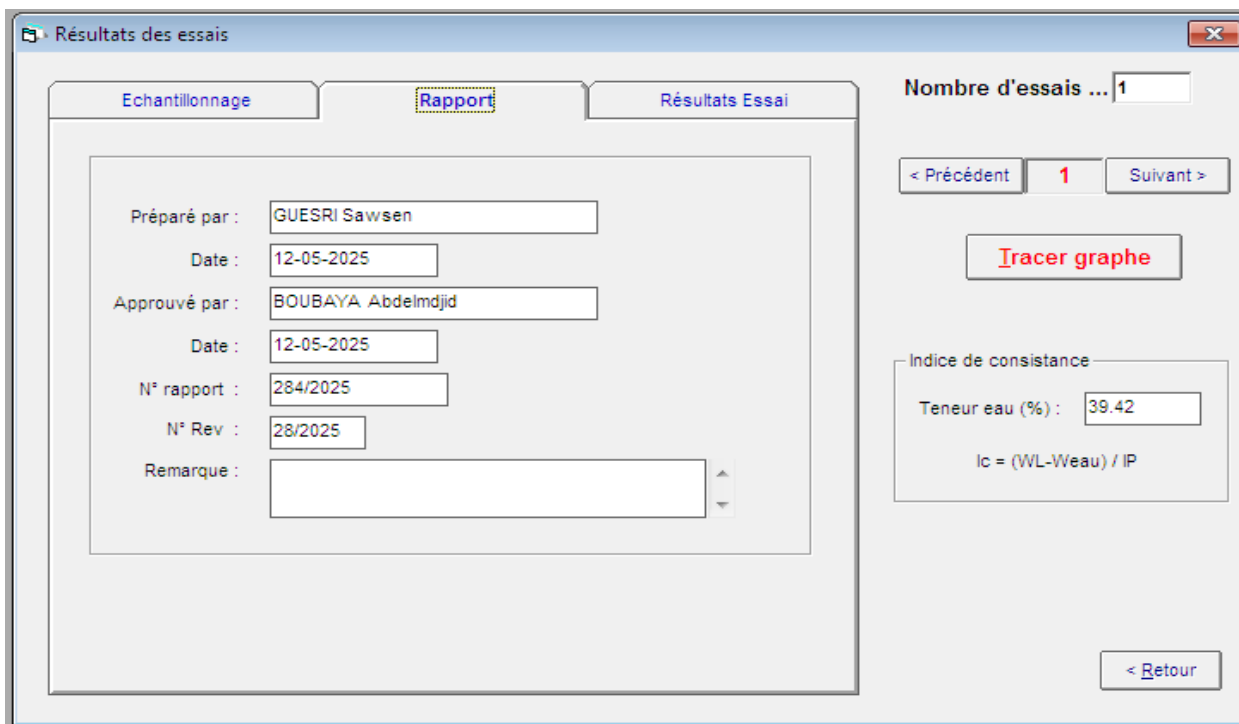 Résultats des essais
Echantillonnage
Rapport
Résultats Essai
Nombre d'essais ... 1
< Précédent
1
Suivant >
Tracer graphe
Préparé par : GUESRI Sawsen
Date : 12-05-2025
Approuvé par : BOUBAYA Abdelmdjid
Date : 12-05-2025
N° rapport : 284/2025
N° Rev : 28/2025
Remarque :
Indice de consistance
Teneur eau (%) : 39.42
Ic = (WL-Weau) / IP
< Retour